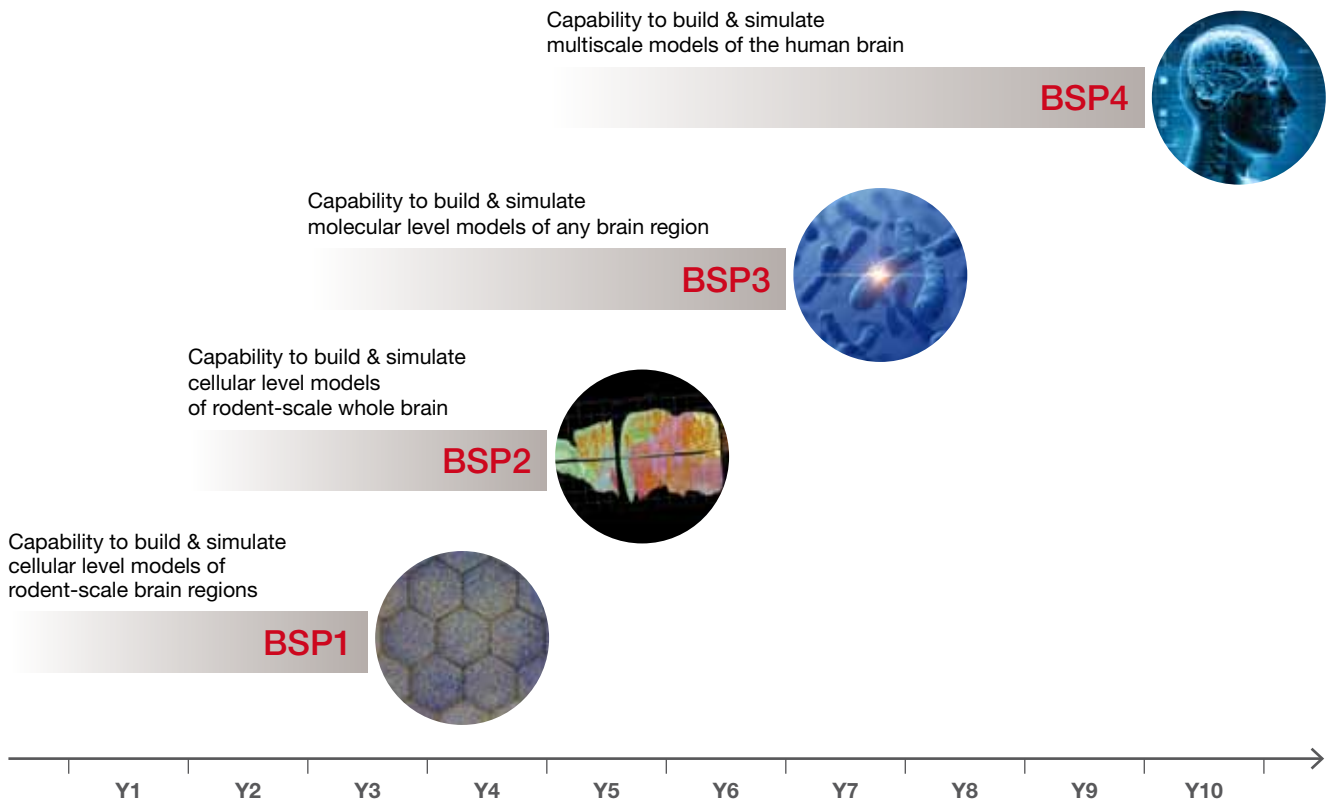 Capability to build & simulate
multiscale models of the human brain
BSP4
Capability to build & simulate
molecular level models of any brain region
BSP3
Capability to build & simulate
cellular level models
of rodent-scale whole brain
BSP2
Capability to build & simulate
cellular level models of
rodent-scale brain regions
BSP1
Y1 Y2 Y3 Y4 Y5 Y6 Y7 Y8 Y9 Y10